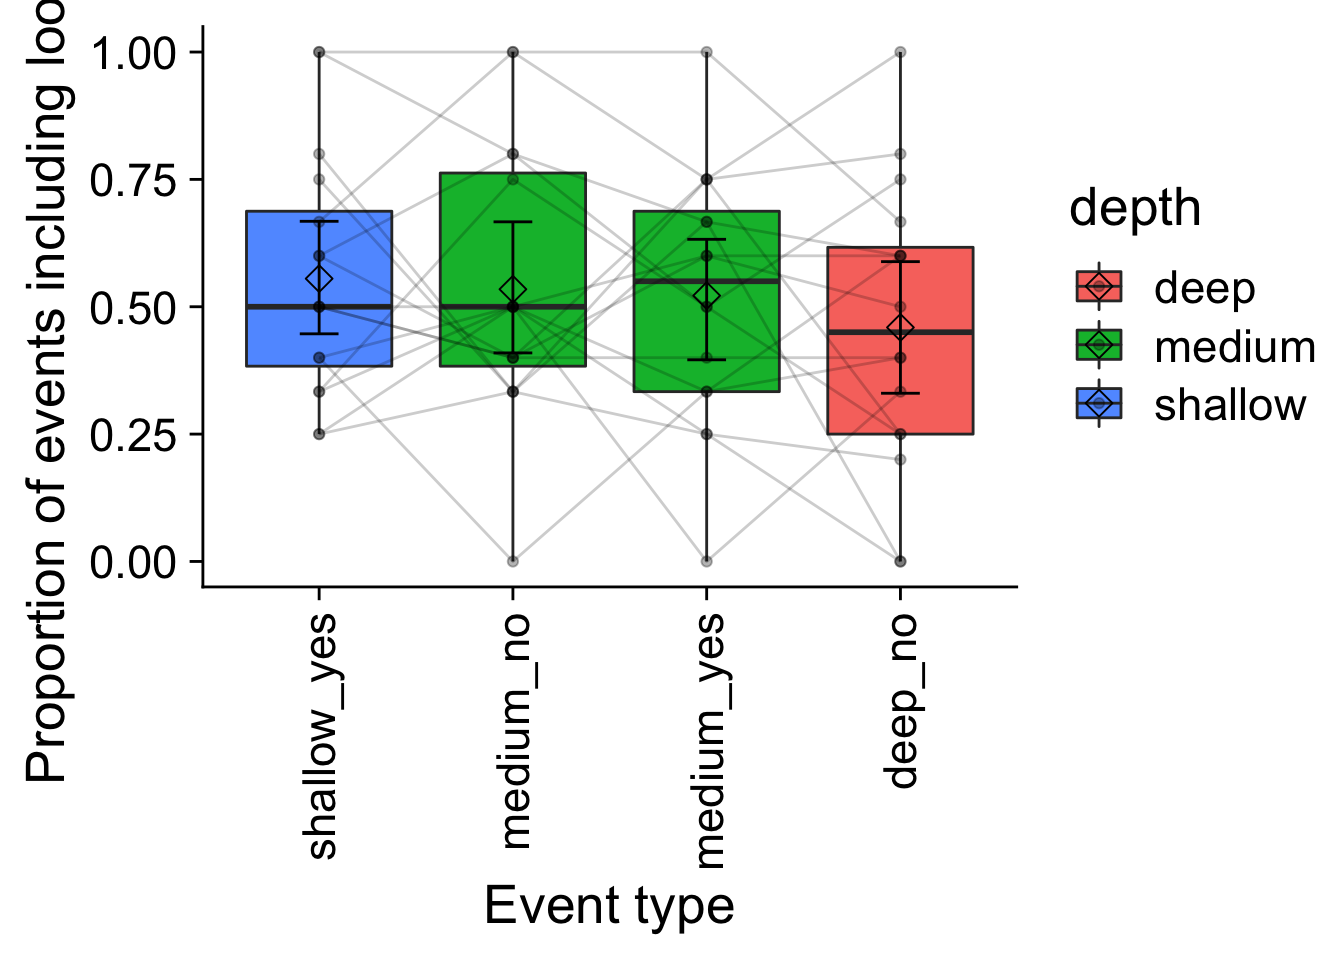 Proportion of events including
1.00
0.75
0.50
0.25
0.00
shallow_yes
medium_no
medium_yes
deep_no
Event type
depth
deep
medium
shallow